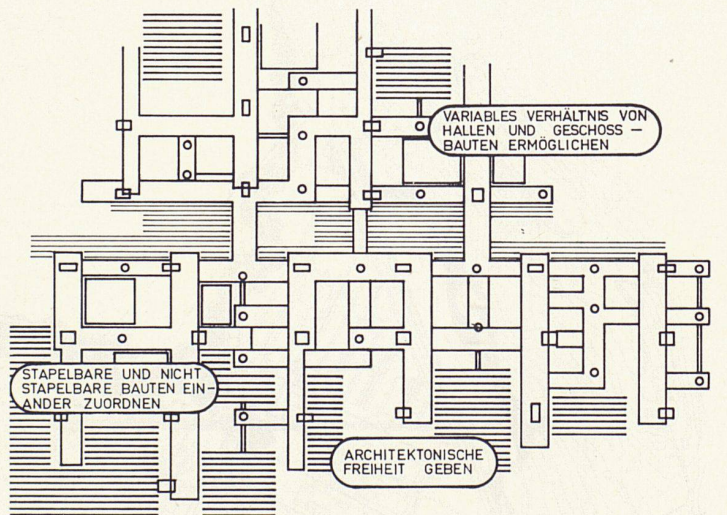 VARIABLES VERHÄLTNIS VON
HALLEN UND GESCHOSS –
BAUTEN ERMÖGLICHEN
STAPELBARE UND NICHT
STAPELBARE BAUTEN EIN-
ANDER ZUORDNEN
ARCHITEKTONISCHE
FREIHEIT GEBEN